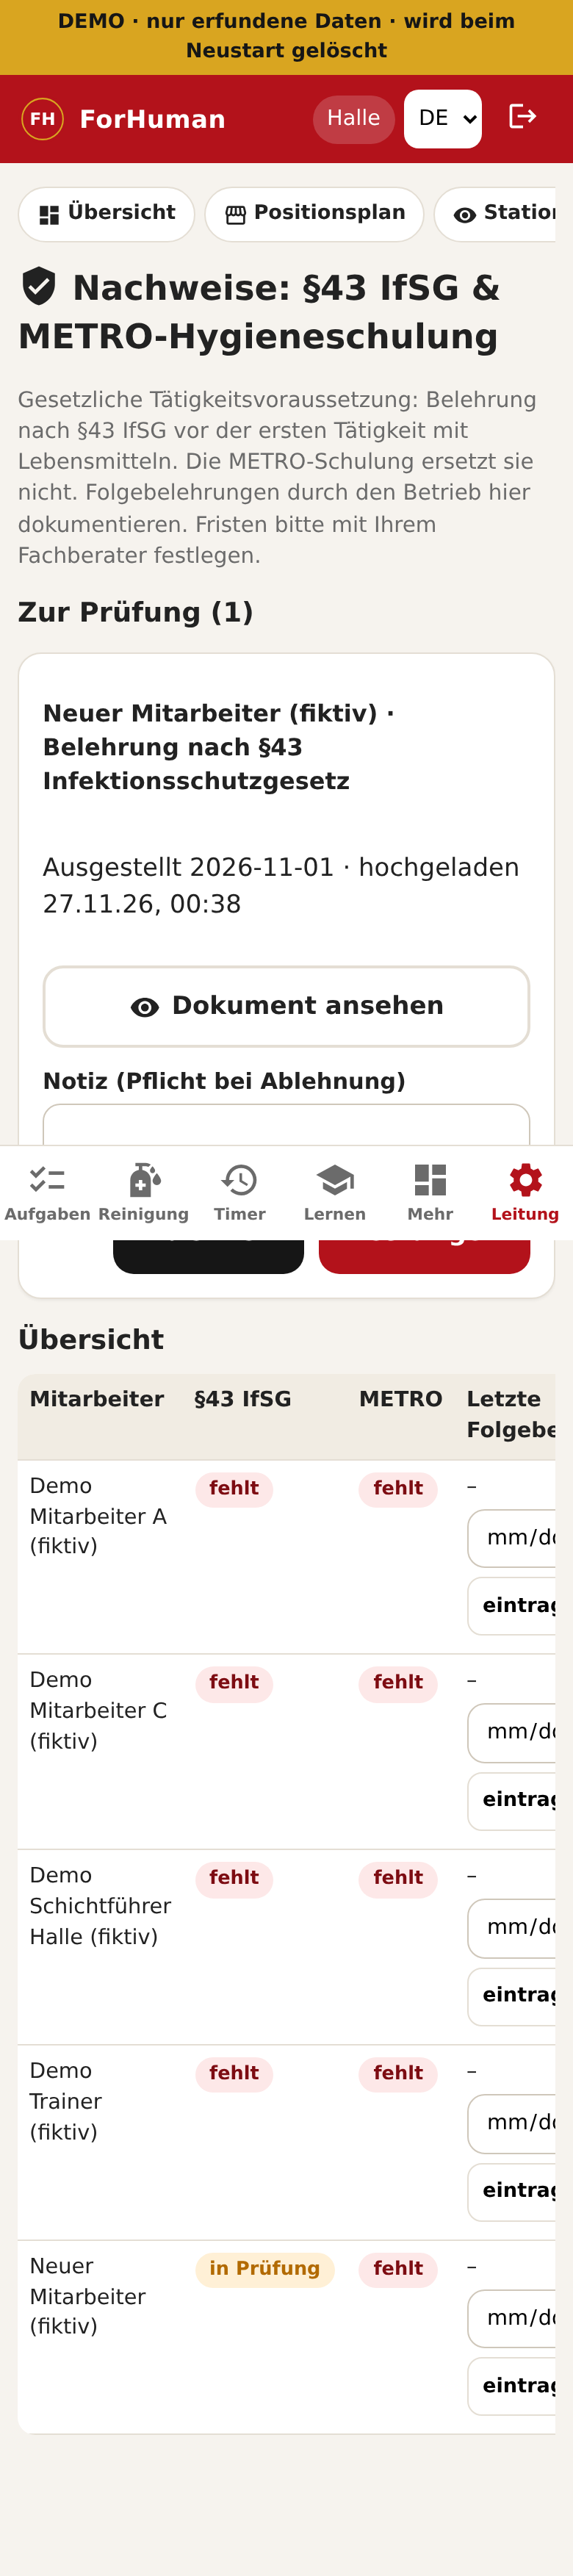 DEMO · nur erfundene Daten · wird beim
Neustart gelöscht
FH ForHuman Halle DE
Übersicht Positionsplan
Nachweise: §43 IfSG &
METRO-Hygieneschulung
Gesetzliche Tätigkeitsvoraussetzung: Belehrung
nach §43 IfSG vor der ersten Tätigkeit mit
Lebensmitteln. Die METRO-Schulung ersetzt sie
nicht. Folgebelehrungen durch den Betrieb hier
dokumentieren. Fristen bitte mit Ihrem
Fachberater festlegen.
Zur Prüfung (1)
Neuer Mitarbeiter (fiktiv) ·
Belehrung nach §43
Infektionsschutzgesetz
Ausgestellt 2026-11-01 · hochgeladen
27.11.26, 00:38
Dokument ansehen
Notiz (Pflicht bei Ablehnung)
Aufgaben Reinigung Timer Lernen Mehr Leitung
Übersicht
Mitarbeiter §43 IfSG METRO Letzte
Demo
Mitarbeiter A
(fiktiv)
fehlt fehlt –
Demo
Mitarbeiter C
(fiktiv)
fehlt fehlt –
Demo
Schichtführer
Halle (fiktiv)
fehlt fehlt –
Demo
Trainer
(fiktiv)
fehlt fehlt –
Neuer
Mitarbeiter
(fiktiv)
in Prüfung fehlt –